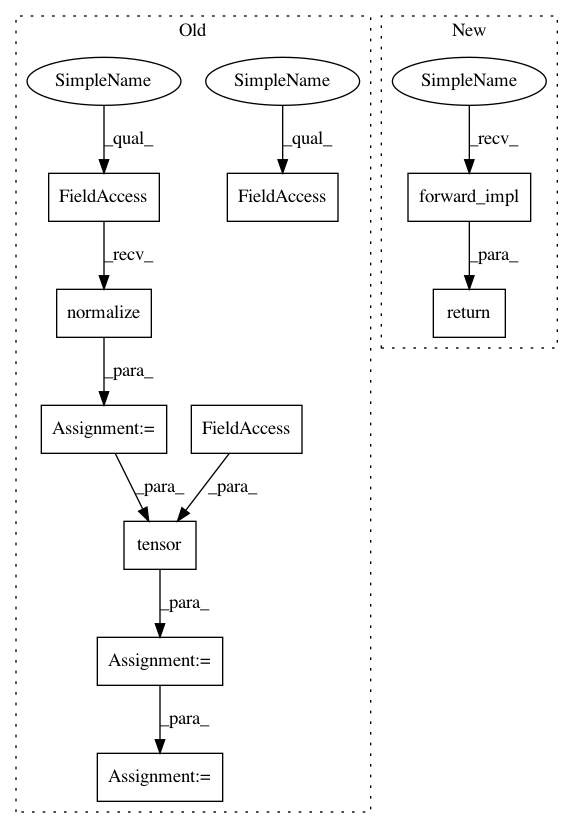 Old
New
SimpleName
SimpleName
SimpleName
_qual_
_qual_
_recv_
FieldAccess
FieldAccess
forward_impl
_recv_
_para_
normalize
return
_para_
Assignment:=
FieldAccess
_para_
_para_
tensor
_para_
Assignment:=
_para_
Assignment:=